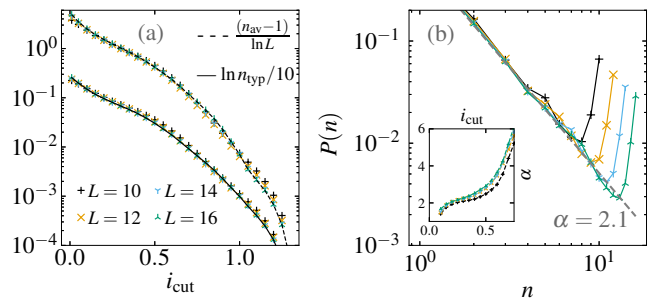 (a)
(n_av−1)
ln L
ln n_typ/10
10^0
10^−1
10^−2
10^−3
10^−4
L = 10
L = 14
L = 12
L = 16
0.0
0.5
1.0
i_cut
(b)
P(n)
10^−1
10^−2
10^−3
i_cut
6
4
2
0.0
0.5
α
α = 2.1
10^0
10^1
n